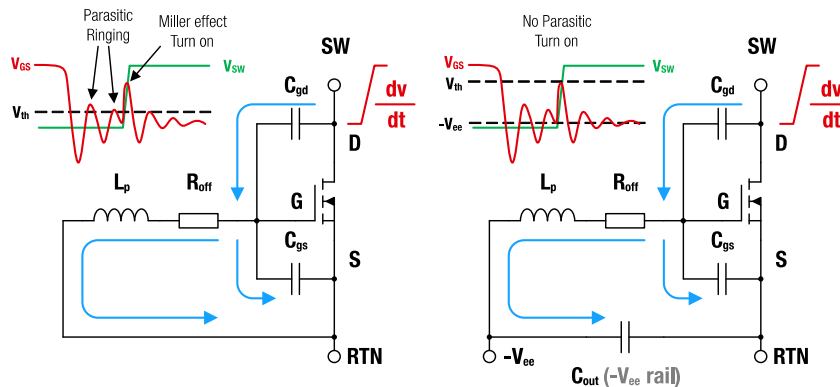 Parasitic
Ringing
Miller effect
Turn on
VGS
VSW
Vth
SW
Cgd
dv
dt
D
Lp
Roff
G
Cgs
S
RTN
No Parasitic
Turn on
VGS
VSW
Vth
-Vee
SW
Cgd
dv
dt
D
Lp
Roff
G
Cgs
S
-Vee
RTN
Cout (-Vee rail)